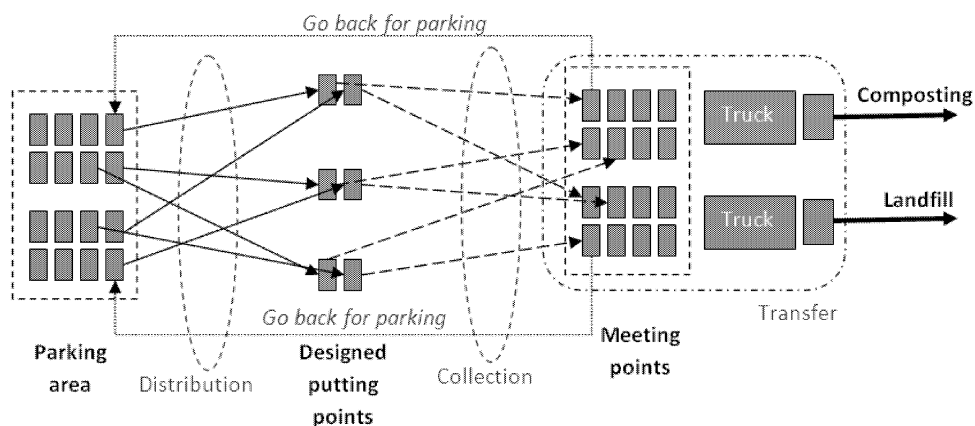 Go back for parking
Composting
Truck
Landfill
Truck
Transfer
Go back for parking
Parking
area
Distribution
Designed
putting
points
Collection
Meeting
points